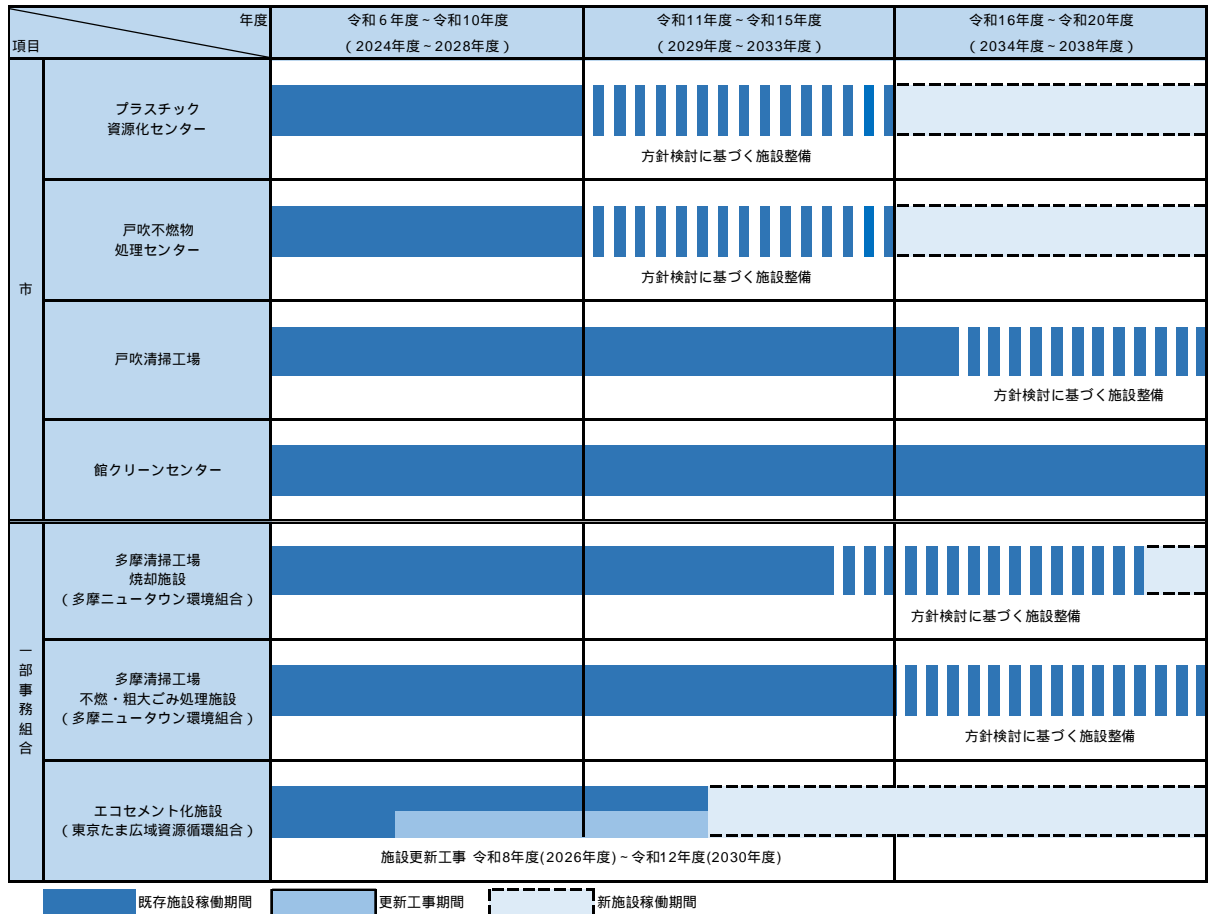 年度
項目
令和６年度~令和10年度
（2024年度~2028年度）
令和11年度~令和15年度
（2029年度~2033年度）
令和16年度~令和20年度
（2034年度~2038年度）
市
プラスチック
資源化センター
方針検討に基づく施設整備
戸吹不燃物
処理センター
方針検討に基づく施設整備
戸吹清掃工場
方針検討に基づく施設整備
館クリーンセンター
一部事務組合
多摩清掃工場
焼却施設
（多摩ニュータウン環境組合）
方針検討に基づく施設整備
多摩清掃工場
不燃・粗大ごみ処理施設
（多摩ニュータウン環境組合）
方針検討に基づく施設整備
エコセメント化施設
（東京たま広域資源循環組合）
施設更新工事 令和8年度(2026年度)~令和12年度(2030年度)
既存施設稼働期間
更新工事期間
新施設稼働期間